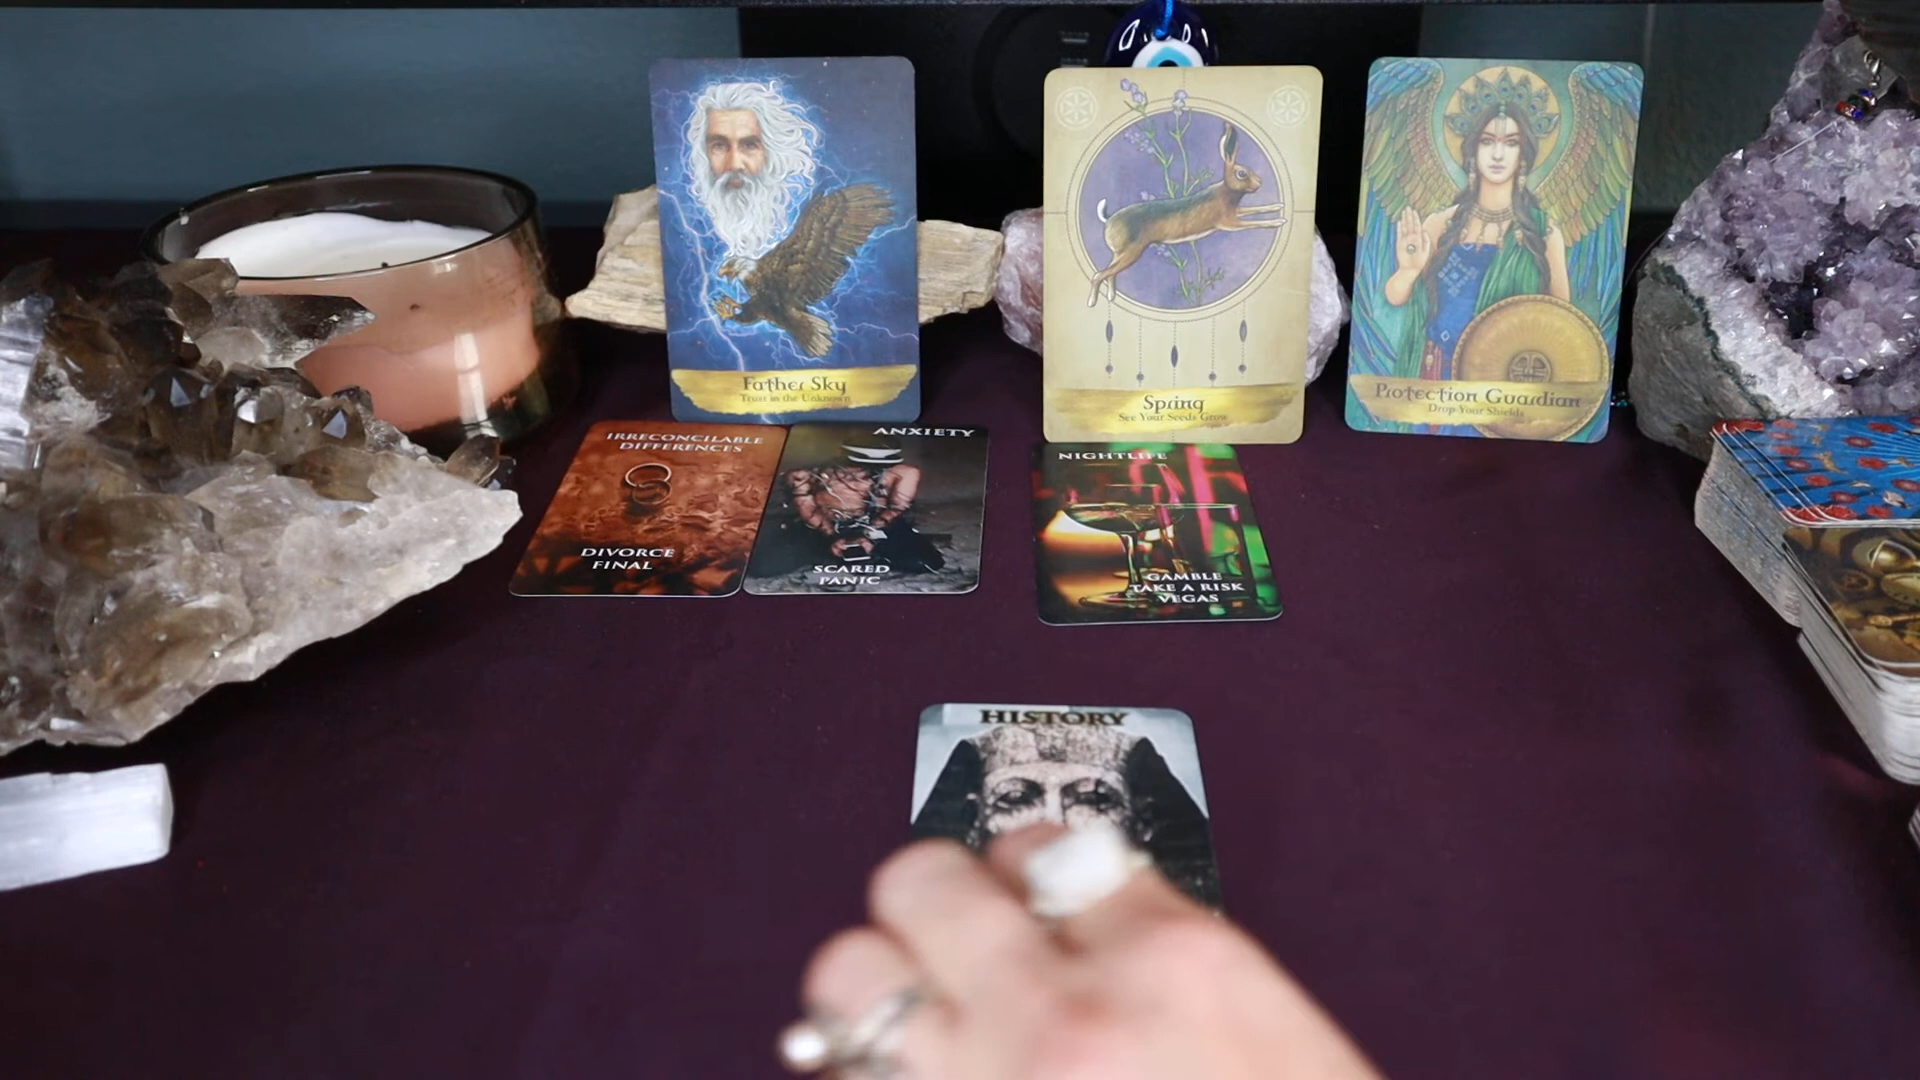 Father Sky
Trust in the Unknown
Spring
See Your Seeds Grow
Protection Guardian
Drop Your Shields
IRRECONCILABLE
DIFFERENCES
DIVORCE
FINAL
ANXIETY
SCARED
PANIC
NIGHTLIFE
GAMBLE
TAKE A RISK
VEGAS
HISTORY